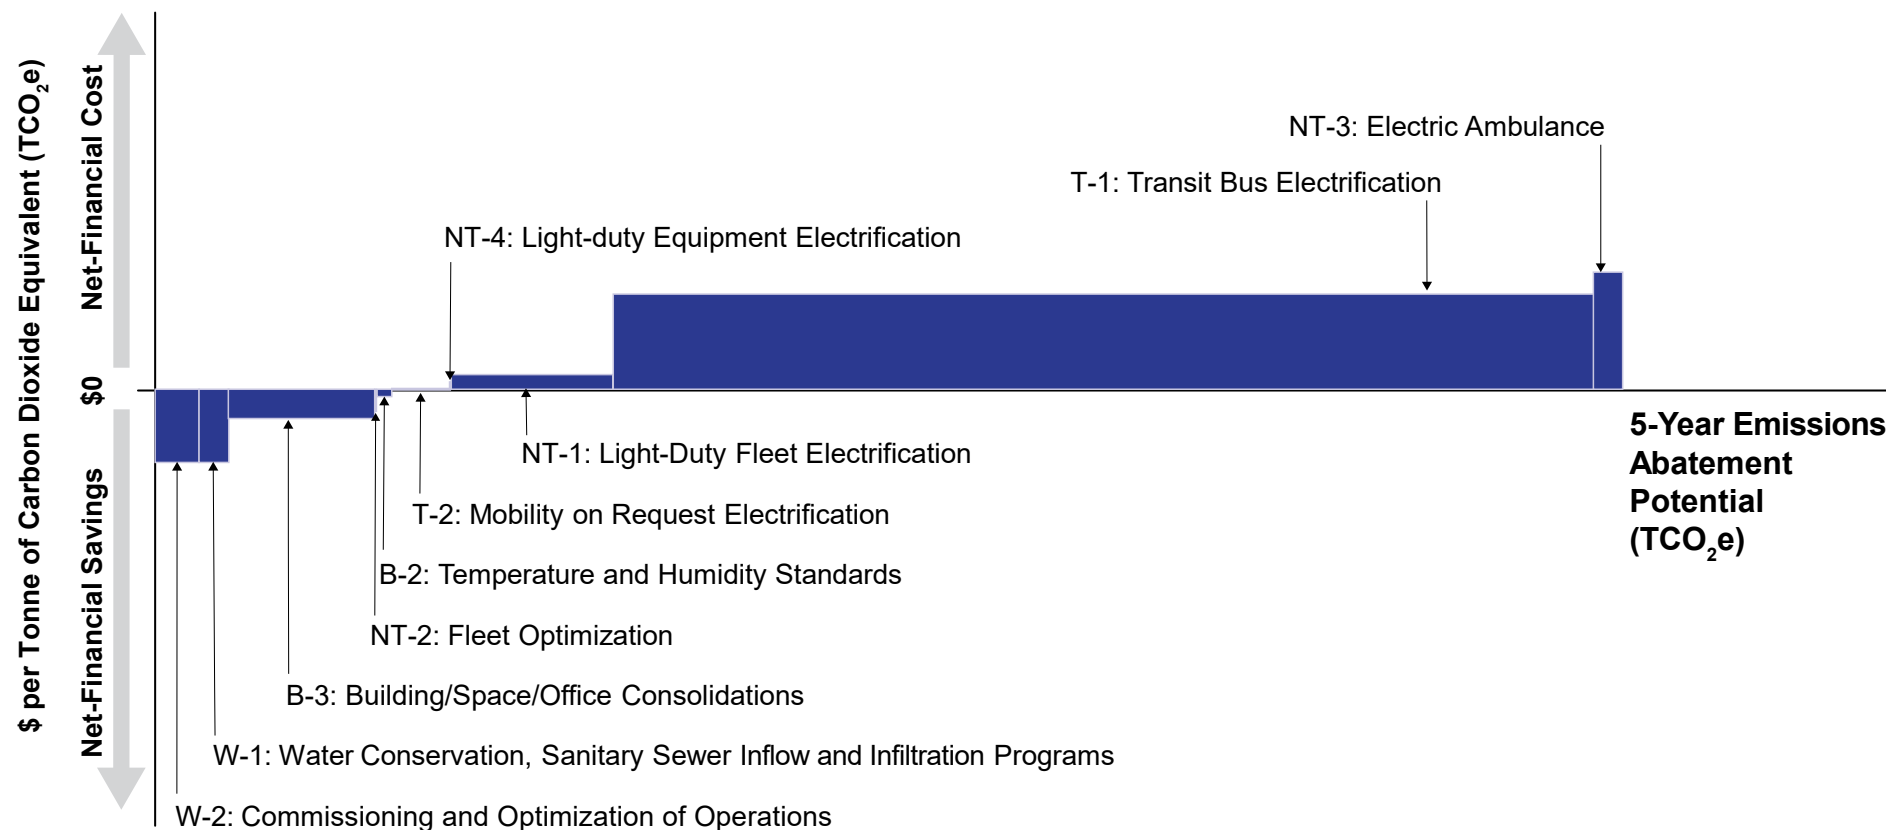 $ per Tonne of Carbon Dioxide Equivalent (TCO₂e)
Net-Financial Cost
$0
Net-Financial Savings
NT-3: Electric Ambulance
T-1: Transit Bus Electrification
NT-4: Light-duty Equipment Electrification
5-Year Emissions
Abatement
Potential
(TCO₂e)
NT-1: Light-Duty Fleet Electrification
T-2: Mobility on Request Electrification
B-2: Temperature and Humidity Standards
NT-2: Fleet Optimization
B-3: Building/Space/Office Consolidations
W-1: Water Conservation, Sanitary Sewer Inflow and Infiltration Programs
W-2: Commissioning and Optimization of Operations